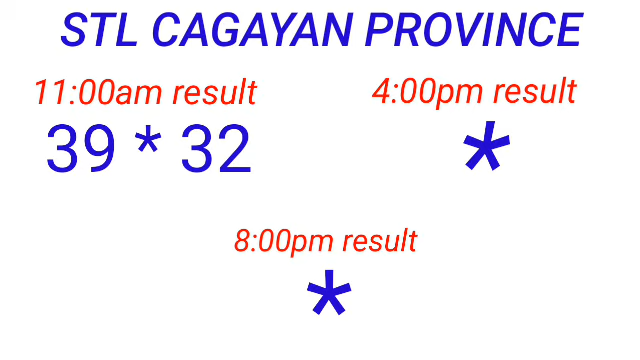 STL CAGAYAN PROVINCE
11:00am result
39 * 32
4:00pm result
*
8:00pm result
*